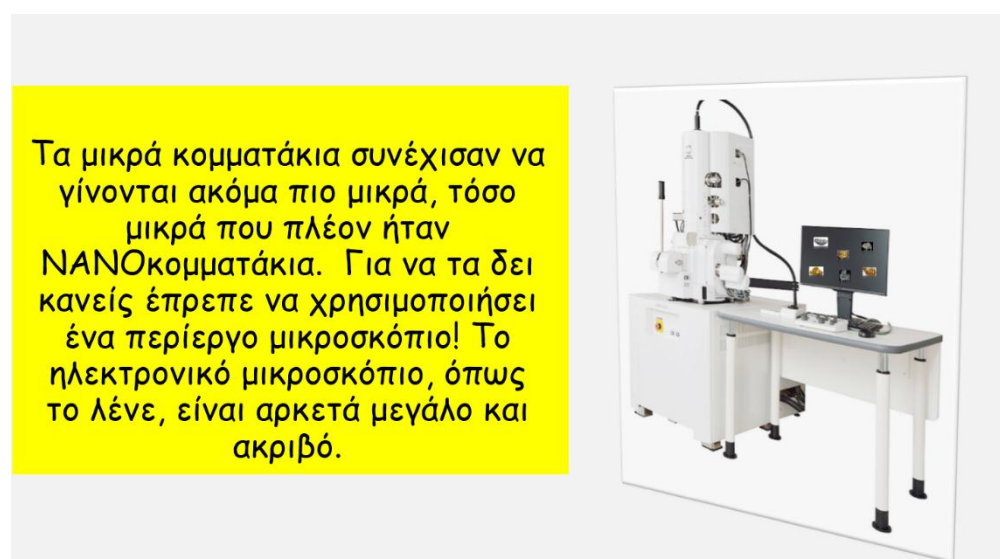 Τα μικρά κομματάκια συνέχισαν να
γίνονται ακόμα πιο μικρά, τόσο
μικρά που πλέον ήταν
NANOκομματάκια.  Για να τα δει
κανείς έπρεπε να χρησιμοποιήσει
ένα περίεργο μικροσκόπιο! Το
ηλεκτρονικό μικροσκόπιο, όπως
το λένε, είναι αρκετά μεγάλο και
ακριβό.